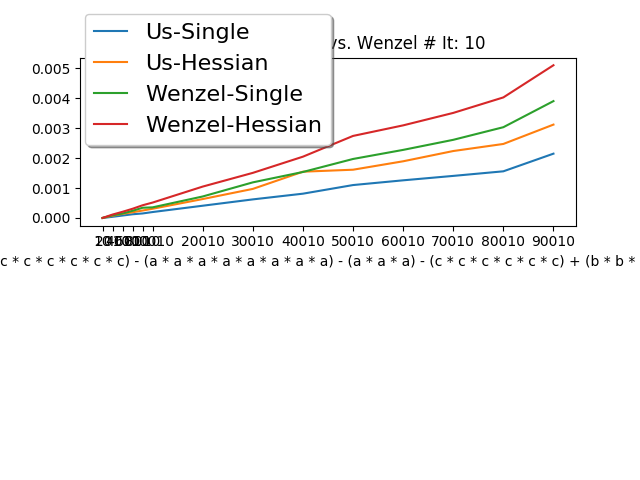 vs. Wenzel # It: 10
Us-Single
Us-Hessian
Wenzel-Single
Wenzel-Hessian
0.005
0.004
0.003
0.002
0.001
0.000
20010 30010 40010 50010 60010 70010 80010 90010
c * c * c * c * c * c) - (a * a * a * a * a * a * a * a) - (a * a * a) - (c * c * c * c * c * c) + (b * b *